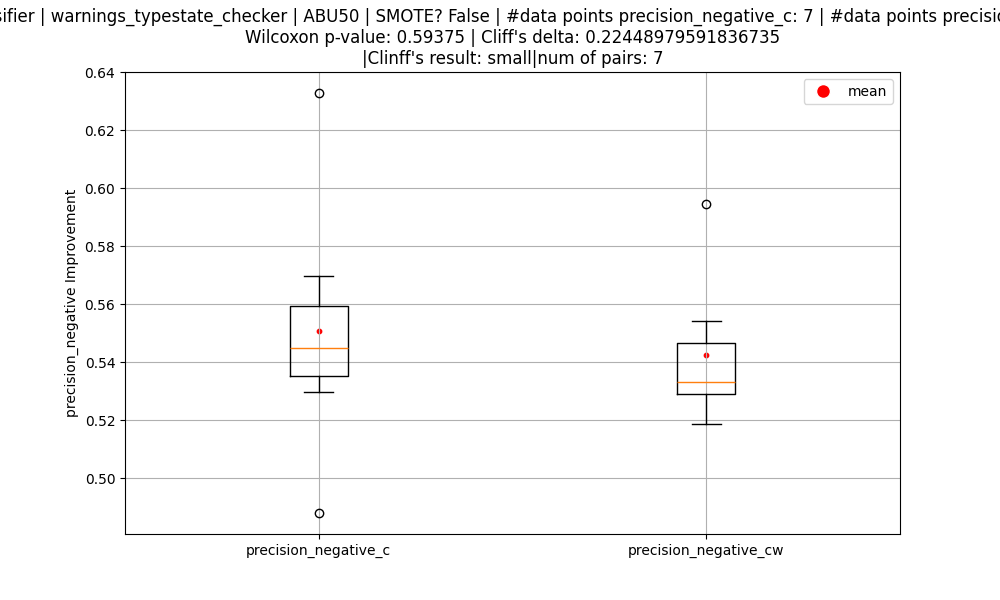 | warnings_typestate_checker | ABU50 | SMOTE? False | #data points precision_negative_c: 7 | #data points
Wilcoxon p-value: 0.59375 | Cliff's delta: 0.22448979591836735
|Clinff's result: small|num of pairs: 7
mean
0.64
0.62
0.60
0.58
0.56
0.54
0.52
0.50
precision_negative Improvement
precision_negative_c
precision_negative_cw